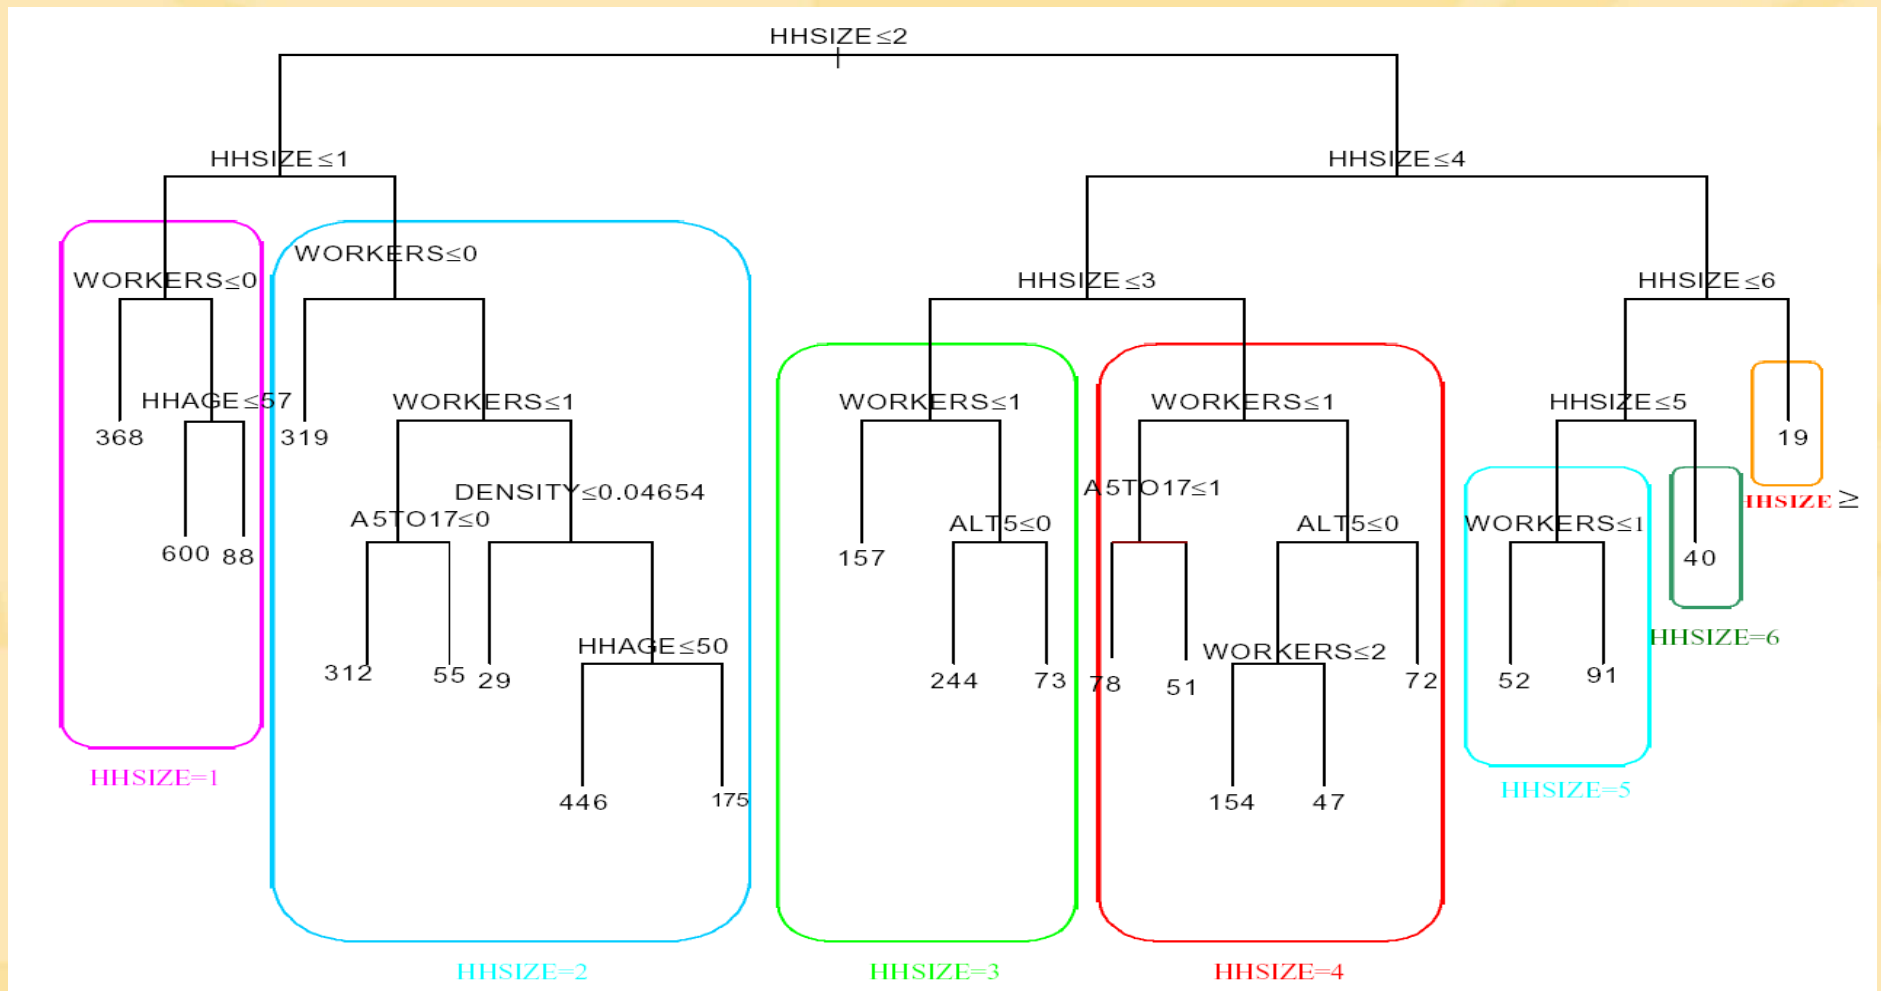 HHSIZE≤2
HHSIZE≤1
HHSIZE≤4
WORKERS≤0
WORKERS≤0
HHSIZE≤3
HHSIZE≤6
HHAGE≤57
WORKERS≤1
WORKERS≤1
WORKERS≤1
HHSIZE≤5
368
319
19
DENSITY≤0.04654
A5TO17≤1
HHSIZE ≥
A5TO17≤0
ALT5≤0
ALT5≤0
WORKERS≤1
600
88
157
40
HHSIZE=6
HHAGE≤50
WORKERS≤2
312
55
29
244
73
78
51
72
52
91
HHSIZE=1
HHSIZE=5
446
175
154
47
HHSIZE=2
HHSIZE=3
HHSIZE=4